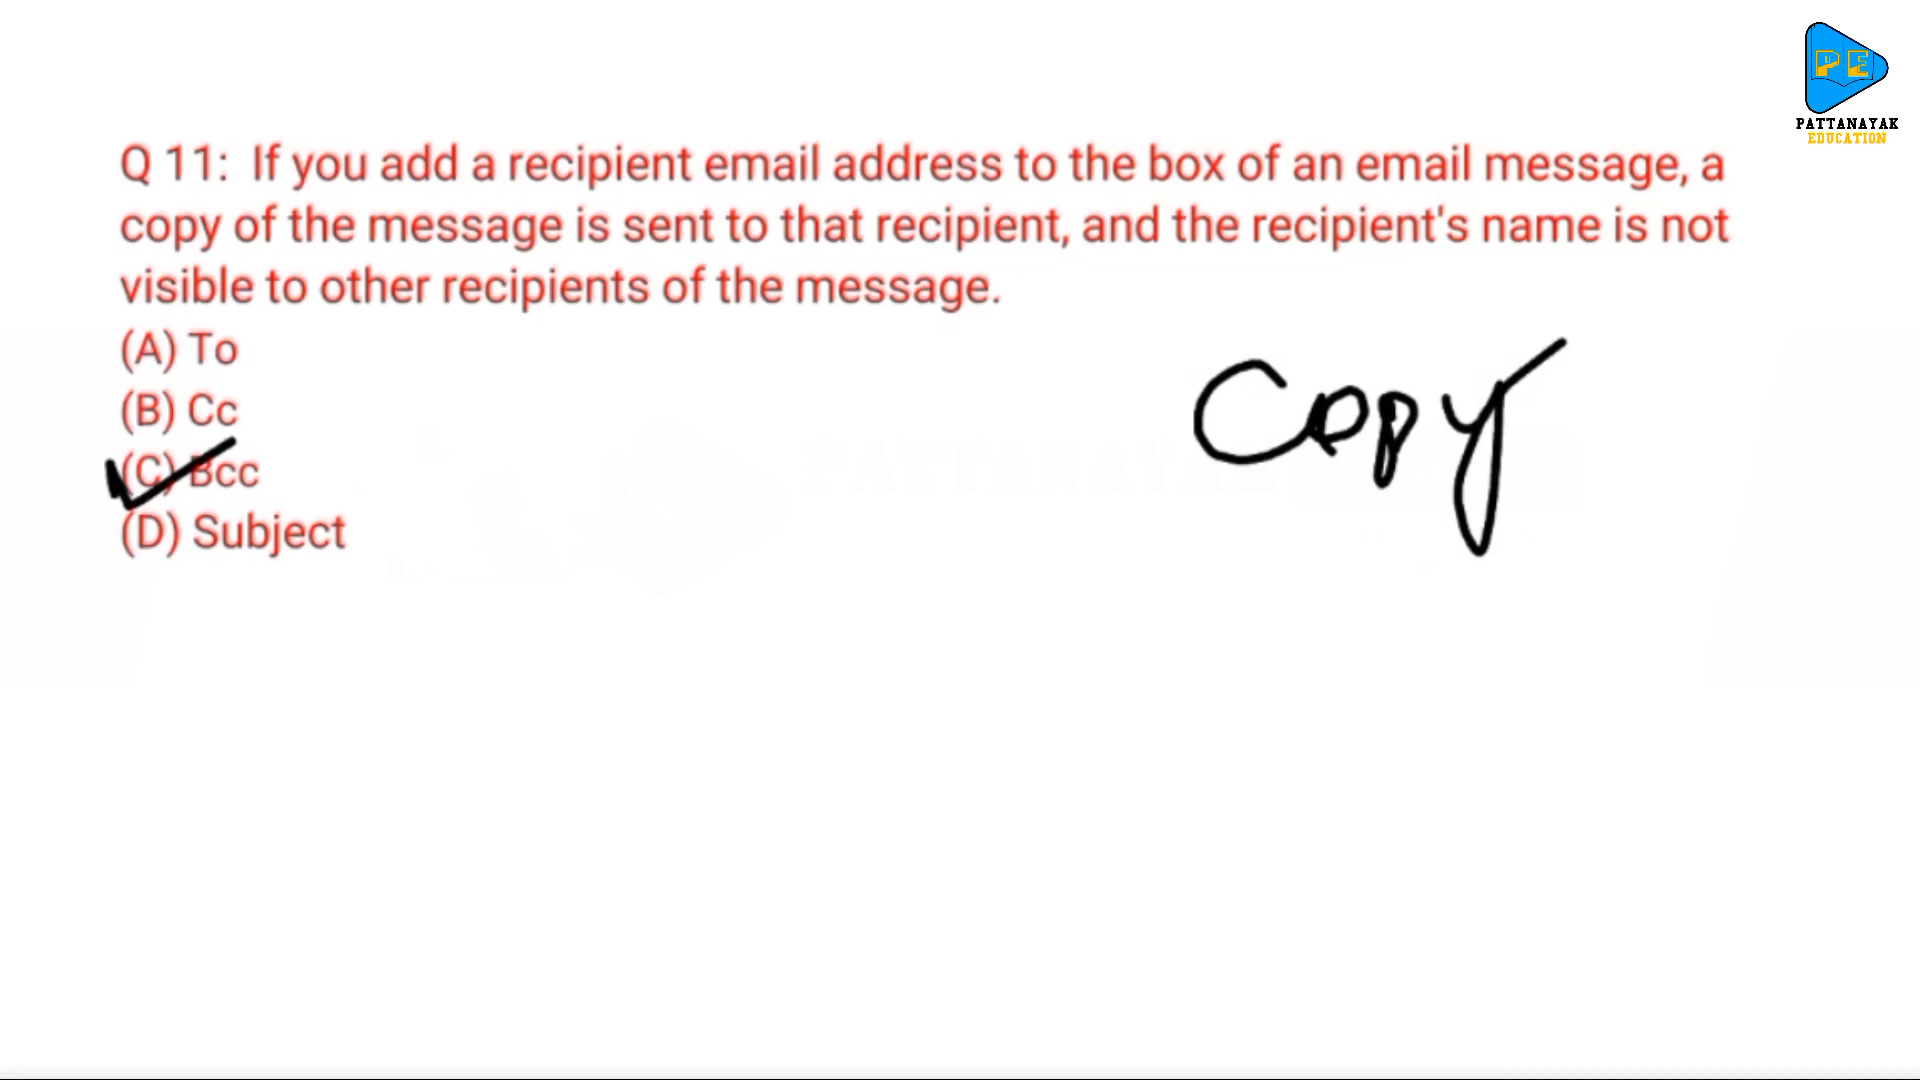 PE
PATTANAYAK
EDUCATION
Q 11: If you add a recipient email address to the box of an email message, a
copy of the message is sent to that recipient, and the recipient's name is not
visible to other recipients of the message.
(A) To
(B) Cc
(C) Bcc
(D) Subject
Copy
PATTANAYAK